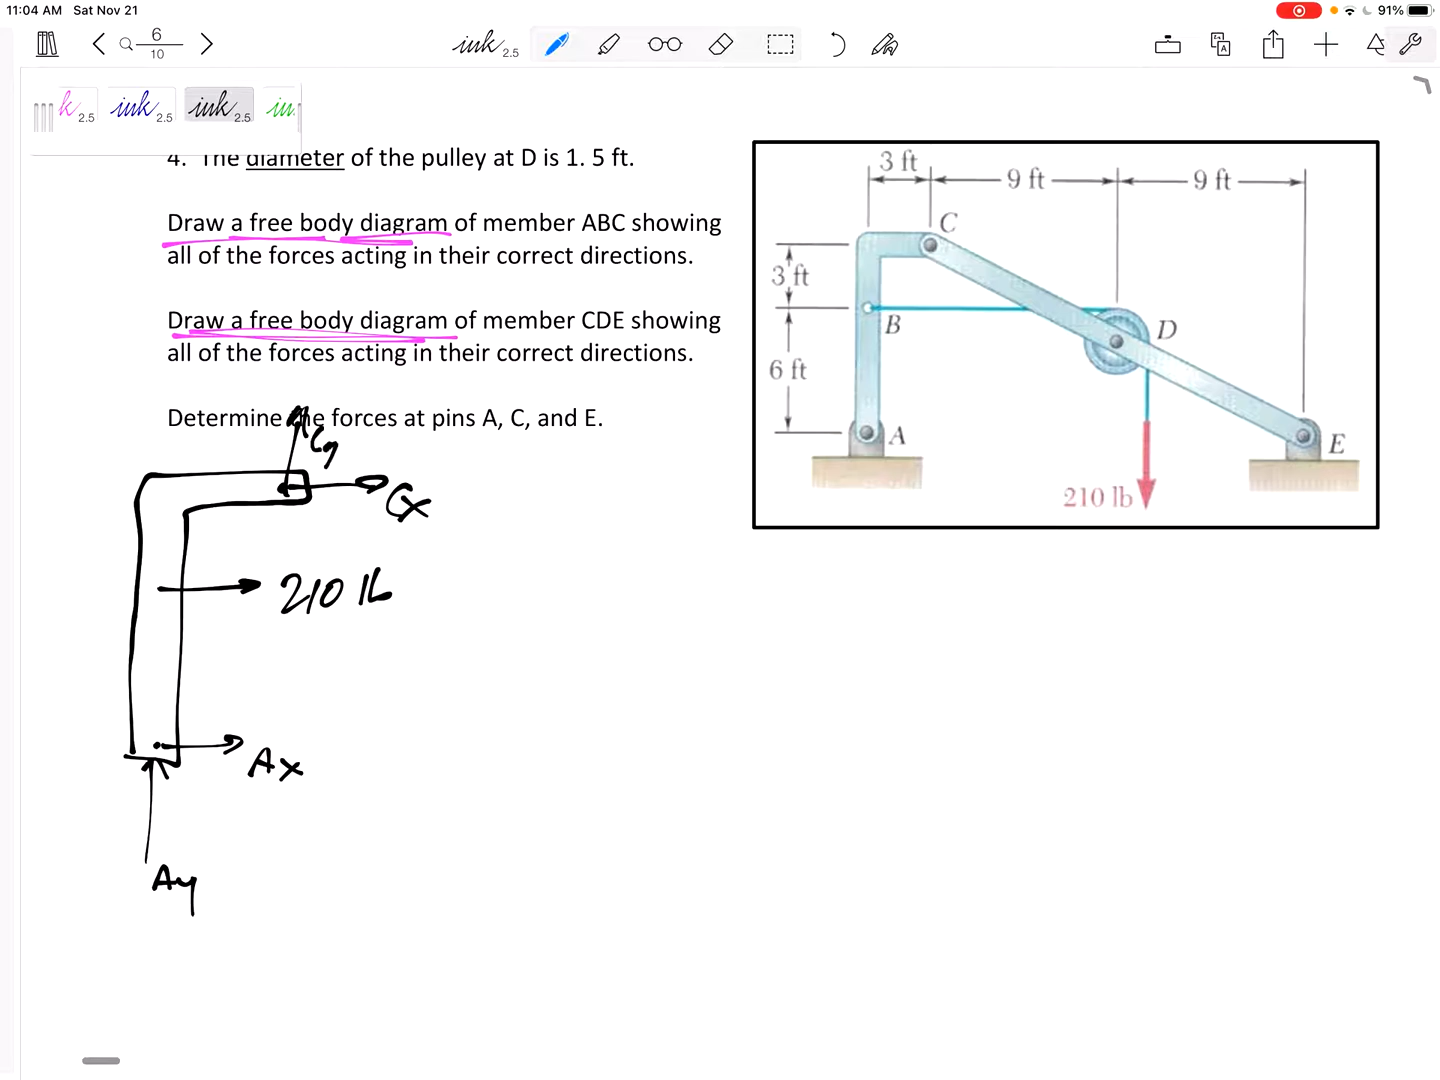 11:04 AM Sat Nov 21
91%
6
10
ink 2.5
k 2.5
ink 2.5
ink 2.5
in
4. The diameter of the pulley at D is 1. 5 ft.
Draw a free body diagram of member ABC showing
all of the forces acting in their correct directions.
Draw a free body diagram of member CDE showing
all of the forces acting in their correct directions.
Determine the forces at pins A, C, and E.
3 ft
9 ft
9 ft
C
3 ft
B
D
6 ft
A
E
210 lb
Cy
Cx
210 lb
Ax
Ay